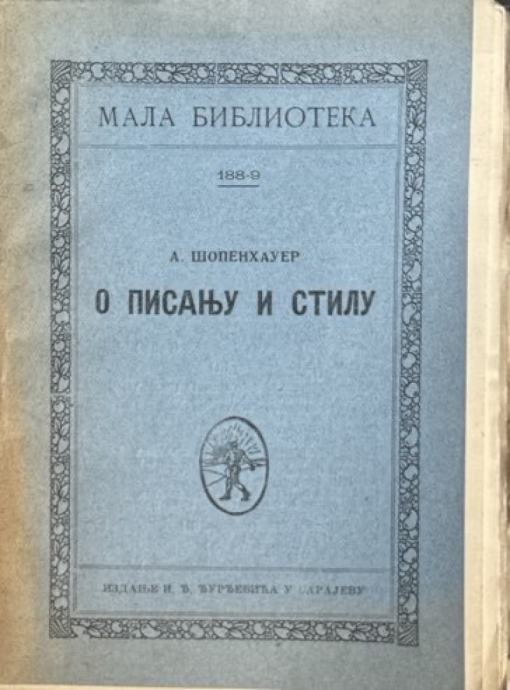 МАЛА БИБЛИОТЕКА
188-9
А. ШОПЕНХАУЕР
О ПИСАЊУ И СТИЛУ
ИЗДАЊЕ И. Ђ. ЂУРЂЕВИЋА У САРАЈЕВУ